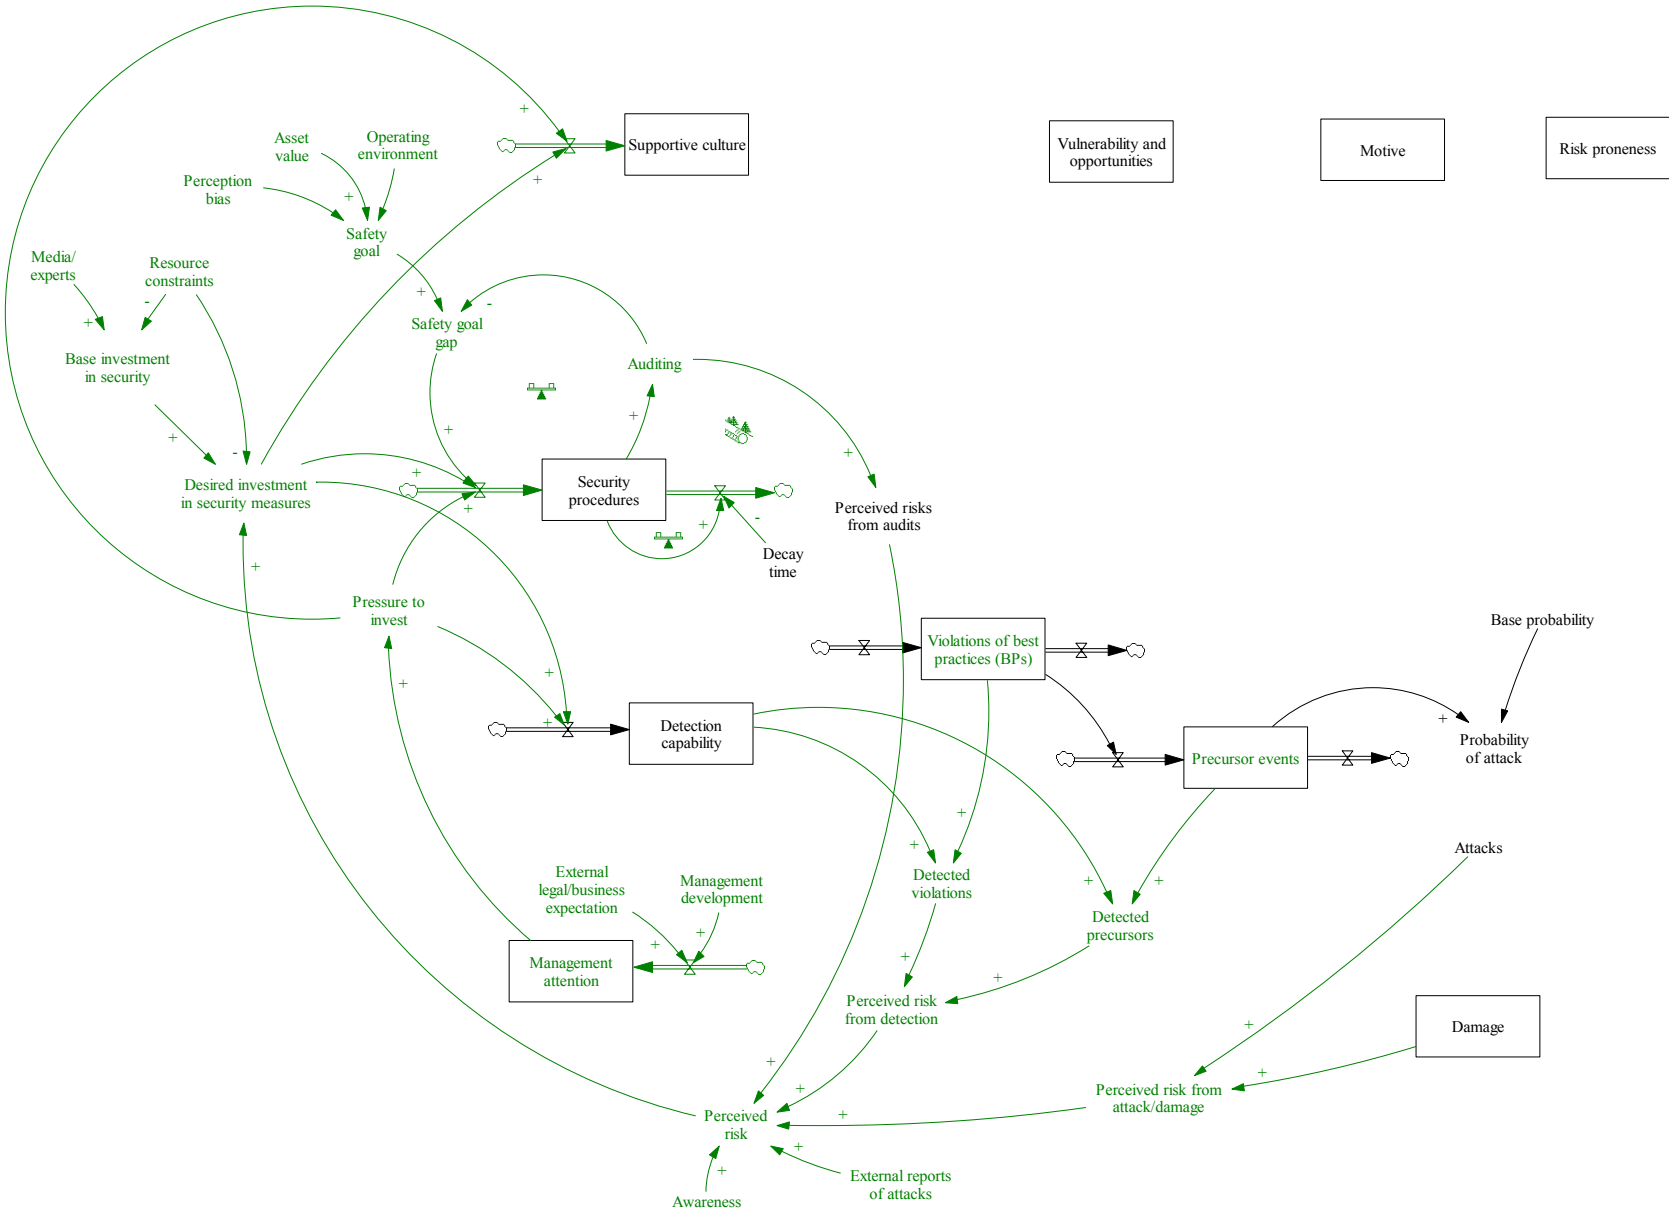 Supportive culture
Vulnerability and
opportunities
Motive
Risk proneness
Asset
value
Operating
environment
Perception
bias
Safety
goal
Media/
experts
Resource
constraints
Safety goal
gap
Base investment
in security
Auditing
Desired investment
in security measures
Security
procedures
Perceived risks
from audits
Decay
time
Pressure to
invest
Violations of best
practices (BPs)
Base probability
Detection
capability
Precursor events
Probability
of attack
Attacks
External
legal/business
expectation
Management
development
Detected
violations
Detected
precursors
Management
attention
Perceived risk
from detection
Damage
Perceived risk from
attack/damage
Perceived
risk
External reports
of attacks
Awareness